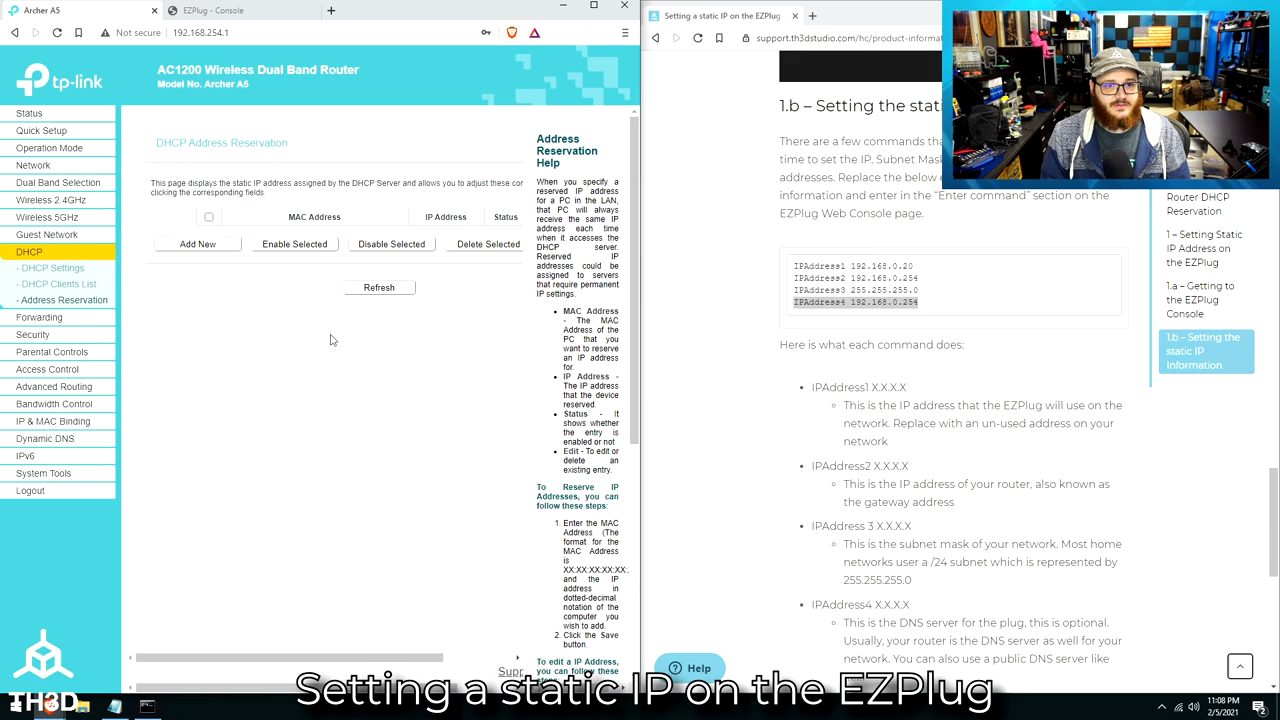 Archer A5
EZPlug - Console
Not secure
192.168.254.1
tp-link
AC1200 Wireless Dual Band Router
Model No. Archer A5
Status
Quick Setup
Operation Mode
Network
Dual Band Selection
Wireless 2.4GHz
Wireless 5GHz
Guest Network
DHCP
- DHCP Settings
- DHCP Clients List
- Address Reservation
Forwarding
Security
Parental Controls
Access Control
Advanced Routing
Bandwidth Control
IP & MAC Binding
Dynamic DNS
IPv6
System Tools
Logout
DHCP Address Reservation
This page displays the static IP address assigned by the DHCP Server and allows you to adjust these cor
clicking the corresponding fields
MAC Address
IP Address
Status
Add New
Enable Selected
Disable Selected
Delete Selected
Refresh
Address
Reservation
Help
When you specify a
reserved IP address
for a PC in the LAN,
that PC will always
receive the same IP
address each time
when it accesses the
DHCP server.
Reserved IP
addresses could be
assigned to servers
that require permanent
IP settings.
• MAC Address
- The MAC
Address of the
PC that you
want to reserve
an IP address
for.
• IP Address -
The IP address
that the device
reserved.
• Status - It
shows whether
the entry is
enabled or not
• Edit - To edit or
delete an
existing entry.
To Reserve IP
Addresses, you can
follow these steps:
1. Enter the MAC
Address (The
format for the
MAC Address
is
XX:XX:XX:XX:XX:.
and the IP
address in
dotted-decimal
notation of the
computer you
wish to add.
2. Click the Save
button.
To edit a IP Address,
you can follow these
Setting a static IP on the EZPlug
support.th3dstudio.com/hc/product-informa
1.b – Setting the stat
There are a few commands tha
time to set the IP, Subnet Mas
addresses. Replace the below e
information and enter in the “Enter command” section on the
EZPlug Web Console page.
IPAddress1 192.168.0.20
IPAddress2 192.168.0.254
IPAddress3 255.255.255.0
IPAddress4 192.168.0.254
Here is what each command does:
• IPAddress1 X.X.X.X
This is the IP address that the EZPlug will use on the
network. Replace with an un-used address on your
network
• IPAddress2 X.X.X.X
This is the IP address of your router, also known as
the gateway address
• IPAddress 3 X.X.X.X
This is the subnet mask of your network. Most home
networks use a /24 subnet which is represented by
255.255.255.0
• IPAddress4 X.X.X.X
This is the DNS server for the plug, this is optional.
Usually, your router is the DNS server as well for your
network. You can also use a public DNS server like
Router DHCP
Reservation
1 – Setting Static
IP Address on
the EZPlug
1.a – Getting to
the EZPlug
Console
1.b – Setting the
static IP
Information
Help
TH3D
Setting a static IP on the EZPlug
11:08 PM
2/5/2021
2